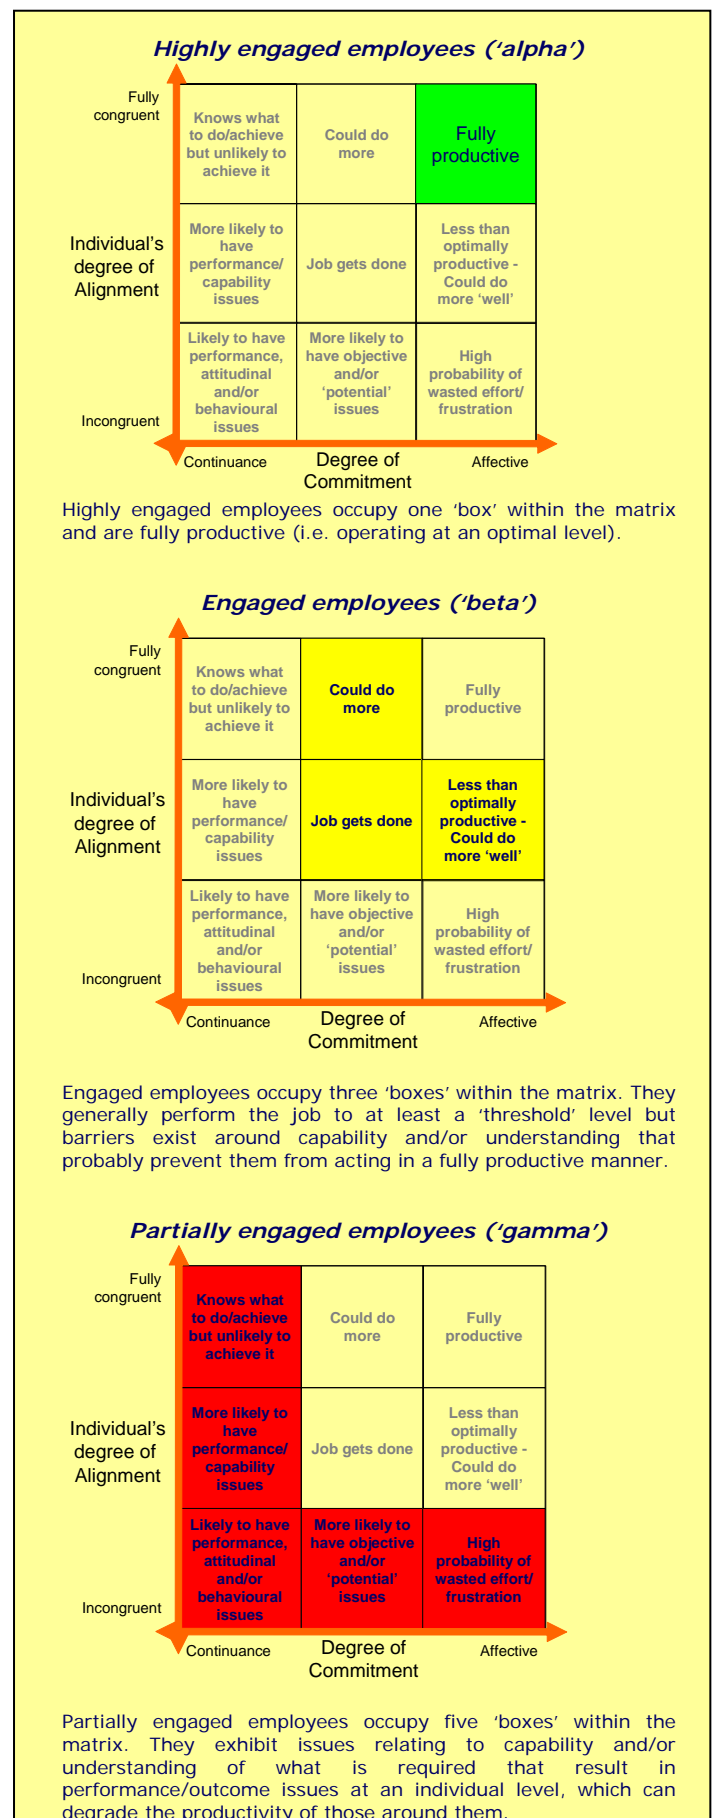 Highly engaged employees (‘alpha’)
Fully
congruent
Knows what
to do/achieve
but unlikely to
achieve it
Could do
more
Fully
productive
Individual’s
degree of
Alignment
More likely to
have
performance/
capability
issues
Job gets done
Less than
optimally
productive -
Could do
more ‘well’
Likely to have
performance,
attitudinal
and/or
behavioural
issues
More likely to
have objective
and/or
‘potential’
issues
High
probability of
wasted effort/
frustration
Incongruent
Continuance
Degree of
Commitment
Affective
Highly engaged employees occupy one ‘box’ within the matrix
and are fully productive (i.e. operating at an optimal level).
Engaged employees (‘beta’)
Fully
congruent
Knows what
to do/achieve
but unlikely to
achieve it
Could do
more
Fully
productive
Individual’s
degree of
Alignment
More likely to
have
performance/
capability
issues
Job gets done
Less than
optimally
productive -
Could do
more ‘well’
Likely to have
performance,
attitudinal
and/or
behavioural
issues
More likely to
have objective
and/or
‘potential’
issues
High
probability of
wasted effort/
frustration
Incongruent
Continuance
Degree of
Commitment
Affective
Engaged employees occupy three ‘boxes’ within the matrix. They
generally perform the job to at least a ‘threshold’ level but
barriers exist around capability and/or understanding that
probably prevent them from acting in a fully productive manner.
Partially engaged employees (‘gamma’)
Fully
congruent
Knows what
to do/achieve
but unlikely to
achieve it
Could do
more
Fully
productive
Individual’s
degree of
Alignment
More likely to
have
performance/
capability
issues
Job gets done
Less than
optimally
productive -
Could do
more ‘well’
Likely to have
performance,
attitudinal
and/or
behavioural
issues
More likely to
have objective
and/or
‘potential’
issues
High
probability of
wasted effort/
frustration
Incongruent
Continuance
Degree of
Commitment
Affective
Partially engaged employees occupy five ‘boxes’ within the
matrix. They exhibit issues relating to capability and/or
understanding of what is required that result in
performance/outcome issues at an individual level, which can
degrade the productivity of those around them.